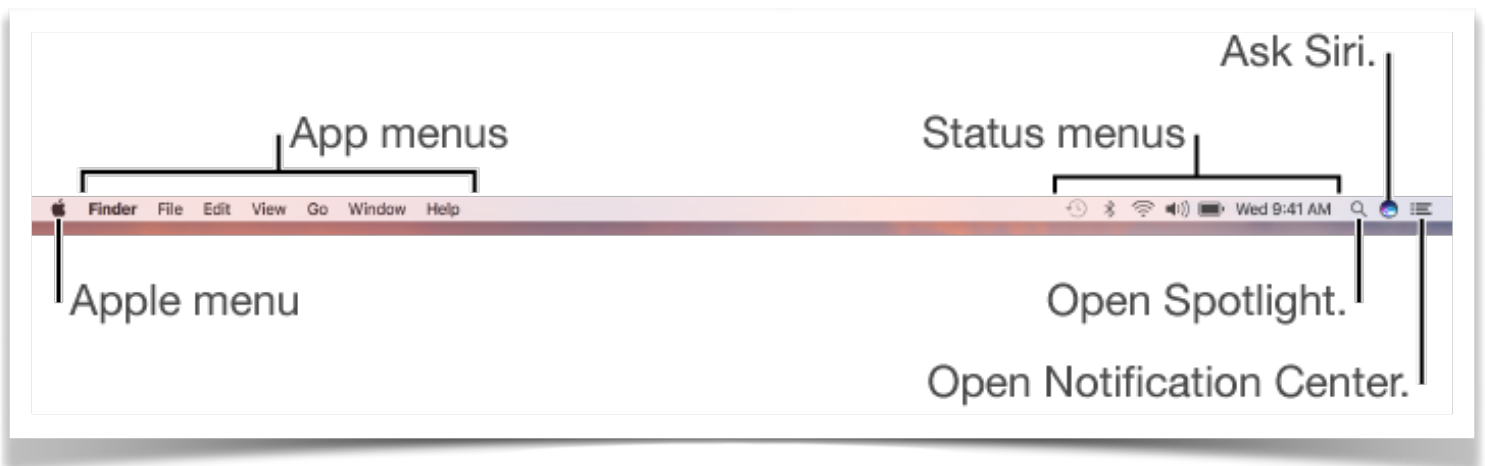 Ask Siri.
App menus
Status menus
Finder File Edit View Go Window Help
Wed 9:41 AM
Apple menu
Open Spotlight.
Open Notification Center.